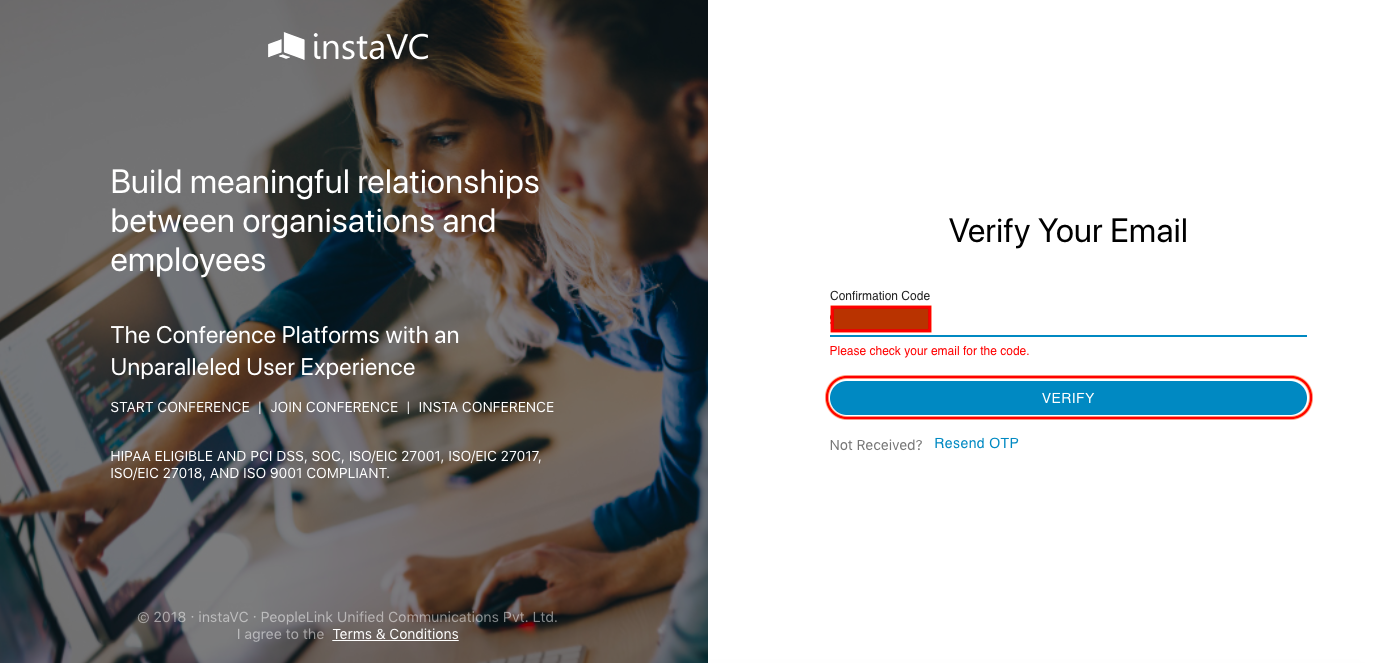 instaVC
Build meaningful relationships
between organisations and
employees
The Conference Platforms with an
Unparalleled User Experience
START CONFERENCE | JOIN CONFERENCE | INSTA CONFERENCE
HIPAA ELIGIBLE AND PCI DSS, SOC, ISO/EIC 27001, ISO/EIC 27017,
ISO/EIC 27018, AND ISO 9001 COMPLIANT.
© 2018 · instaVC · PeopleLink Unified Communications Pvt. Ltd.
I agree to the Terms & Conditions
Verify Your Email
Confirmation Code
Please check your email for the code.
VERIFY
Not Received? Resend OTP